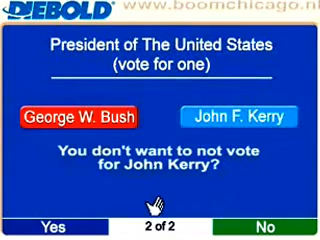 DIEBOLD® www.boomchicago.nl
President of The United States
(vote for one)
George W. Bush John F. Kerry
You don't want to not vote
for John Kerry?
Yes 2 of 2 No